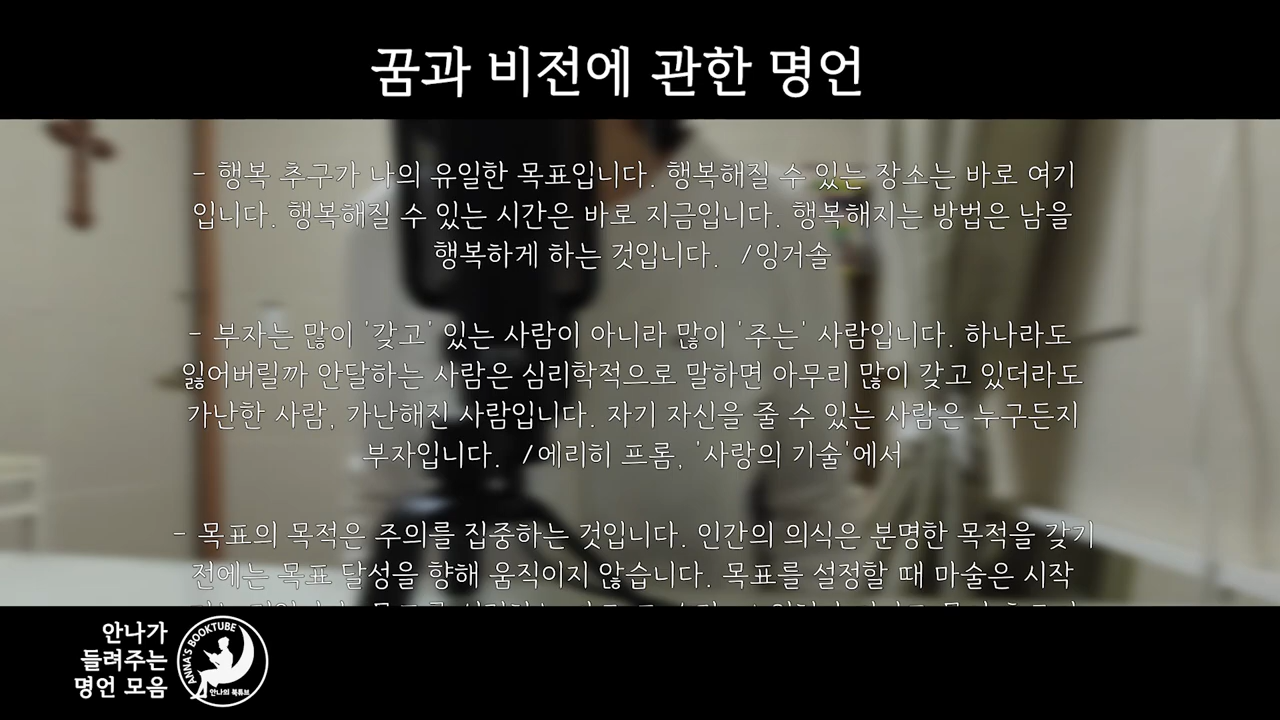 꿈과 비전에 관한 명언
- 행복 추구가 나의 유일한 목표입니다. 행복해질 수 있는 장소는 바로 여기
입니다. 행복해질 수 있는 시간은 바로 지금입니다. 행복해지는 방법은 남을
행복하게 하는 것입니다. /잉거솔
- 부자는 많이 '갖고' 있는 사람이 아니라 많이 '주는' 사람입니다. 하나라도
잃어버릴까 안달하는 사람은 심리학적으로 말하면 아무리 많이 갖고 있더라도
가난한 사람, 가난해진 사람입니다. 자기 자신을 줄 수 있는 사람은 누구든지
부자입니다. /에리히 프롬, '사랑의 기술'에서
- 목표의 목적은 주의를 집중하는 것입니다. 인간의 의식은 분명한 목적을 갖기
전에는 목표 달성을 향해 움직이지 않습니다. 목표를 설정할 때 마술은 시작
안나가
들려주는
명언 모음
ANNA'S BOOKTUBE
안나의 북튜브